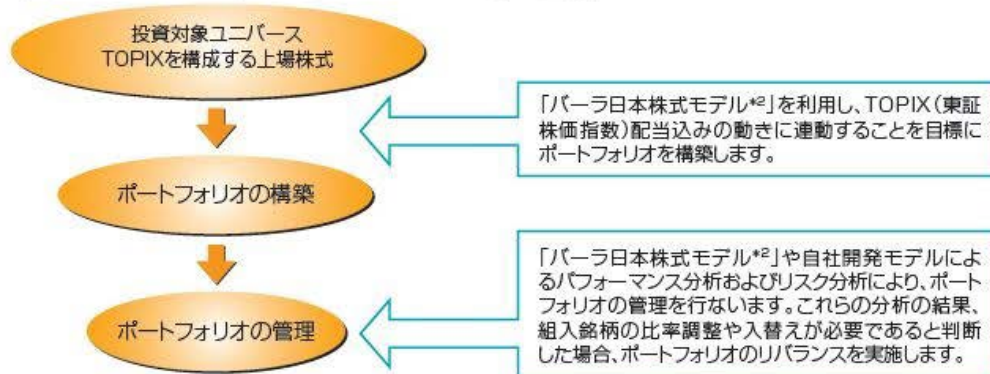 投資対象ユニバース
TOPIXを構成する上場株式
「バーラ日本株式モデル*2」を利用し、TOPIX(東証
株価指数)配当込みの動きに連動することを目標に
ポートフォリオを構築します。
ポートフォリオの構築
「バーラ日本株式モデル*2」や自社開発モデルによ
るパフォーマンス分析およびリスク分析により、ポート
フォリオの管理を行ないます。これらの分析の結果、
組入銘柄の比率調整や入替えが必要であると判断
した場合、ポートフォリオのリバランスを実施します。
ポートフォリオの管理